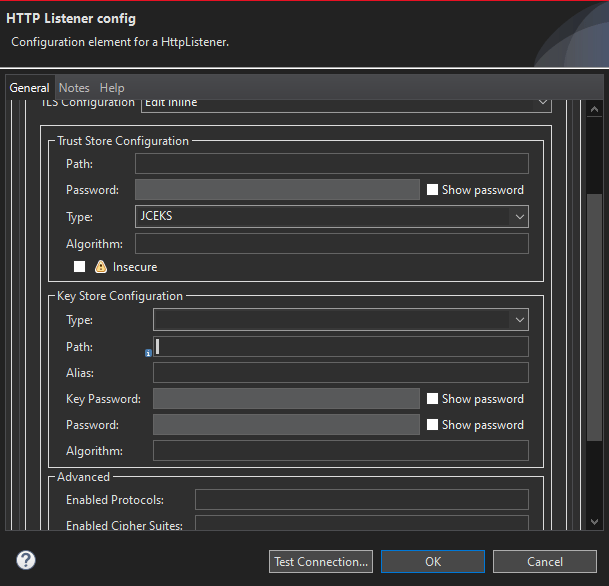 HTTP Listener config
Configuration element for a HttpListener.
General Notes Help
TLS Configuration Edit inline
Trust Store Configuration
Path:
Password: Show password
Type: JCEKS
Algorithm:
Insecure
Key Store Configuration
Type:
Path:
Alias:
Key Password: Show password
Password: Show password
Algorithm:
Advanced
Enabled Protocols:
Enabled Cipher Suites:
? Test Connection... OK Cancel